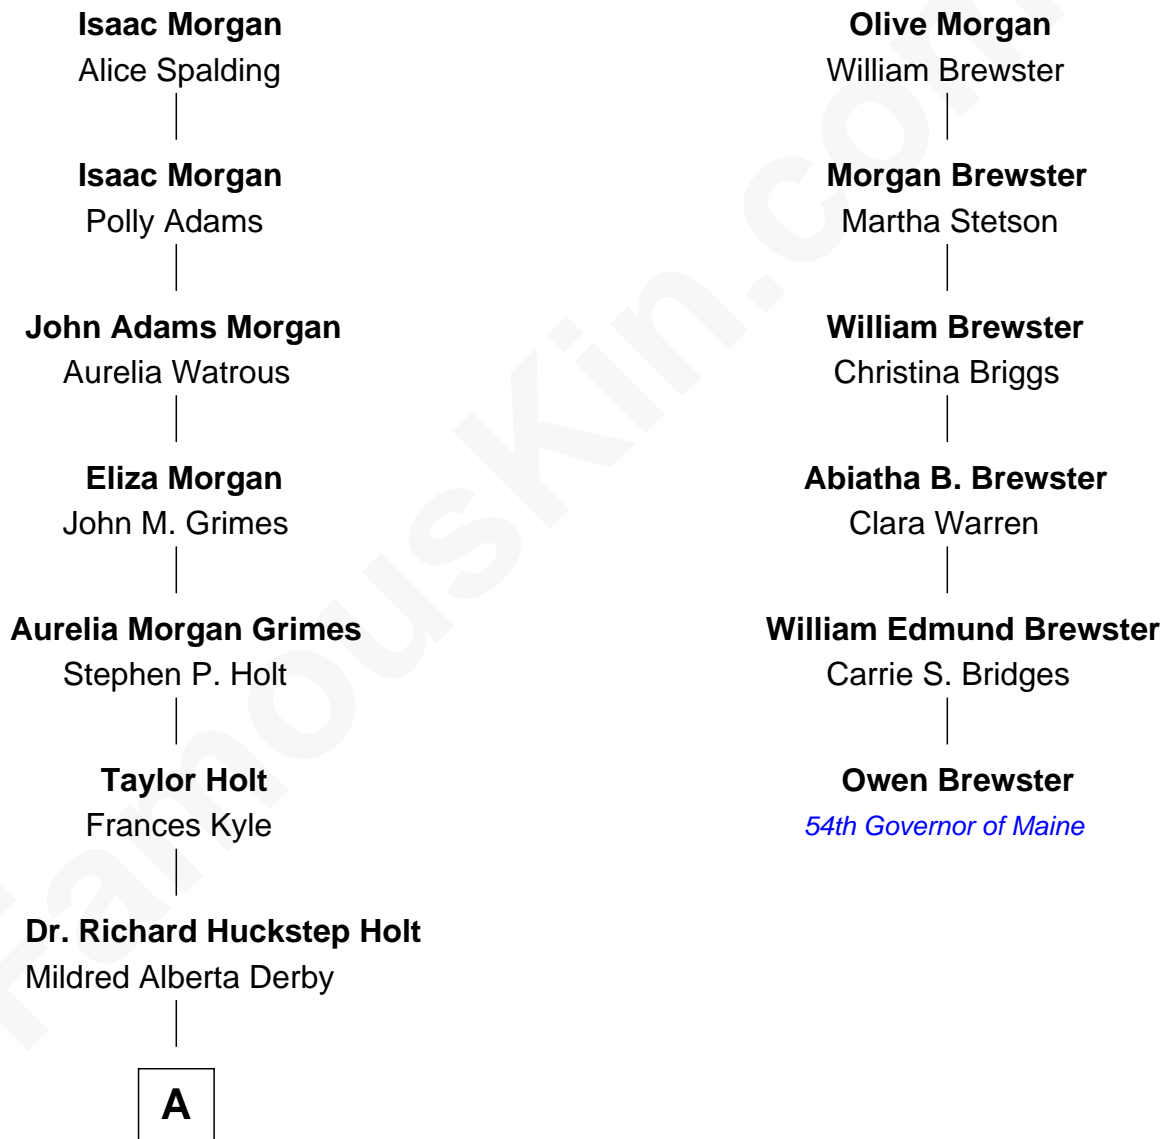 Isaac Morgan
Alice Spalding
Isaac Morgan
Polly Adams
John Adams Morgan
Aurelia Watrous
Eliza Morgan
John M. Grimes
Aurelia Morgan Grimes
Stephen P. Holt
Taylor Holt
Frances Kyle
Dr. Richard Huckstep Holt
Mildred Alberta Derby
A
Olive Morgan
William Brewster
Morgan Brewster
Martha Stetson
William Brewster
Christina Briggs
Abiatha B. Brewster
Clara Warren
William Edmund Brewster
Carrie S. Bridges
Owen Brewster
54th Governor of Maine
FamousKin.com